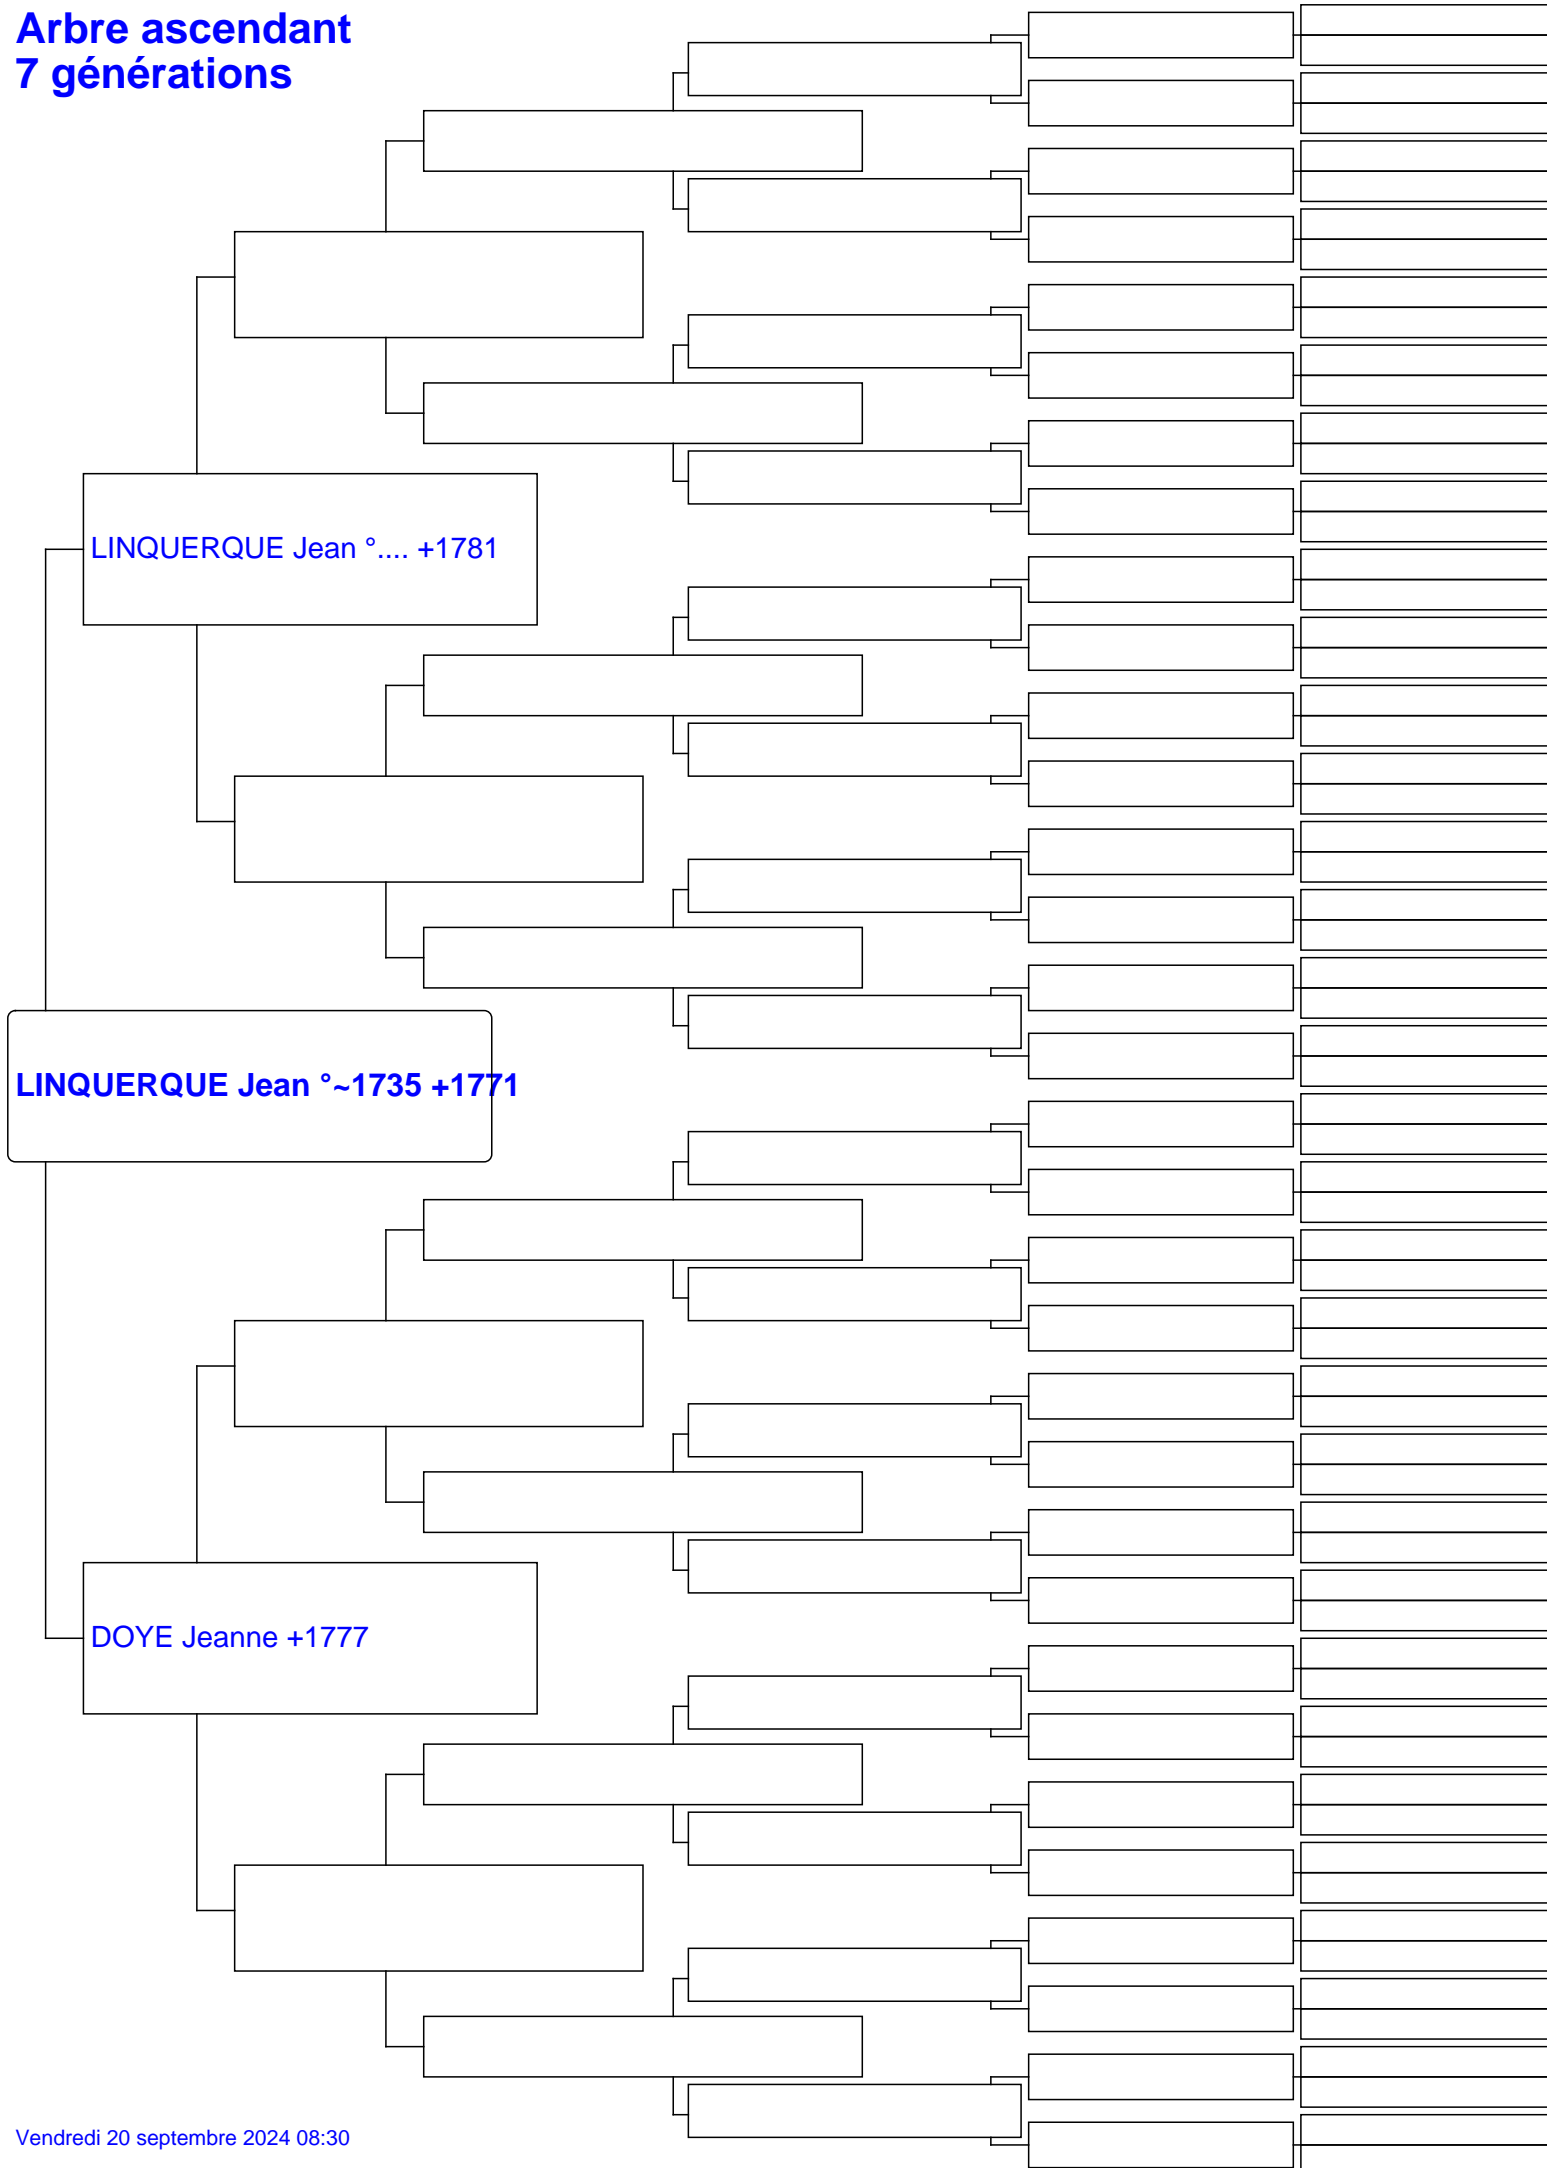 Arbre ascendant
7 générations
LINQUERQUE Jean °.... +1781
LINQUERQUE Jean °~1735 +1771
DOYE Jeanne +1777
Vendredi 20 septembre 2024 08:30